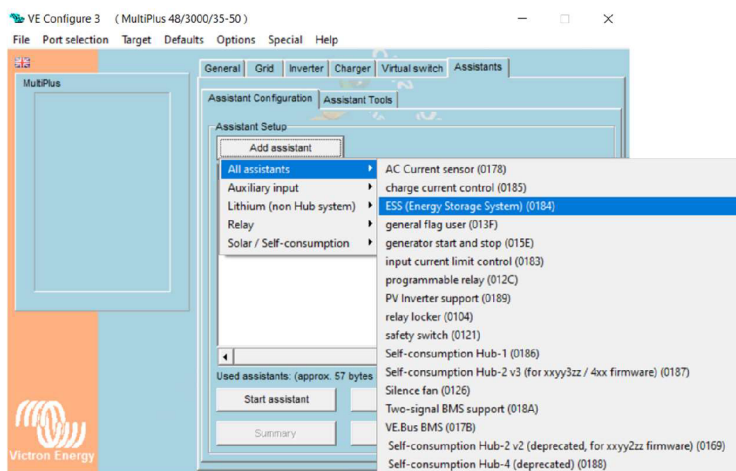 VE Configure 3 ( MultiPlus 48/3000/35-50 )
File Port selection Target Defaults Options Special Help
MultiPlus
General Grid Inverter Charger Virtual switch Assistants
Assistant Configuration Assistant Tools
Assistant Setup
Add assistant
All assistants
Auxiliary input
Lithium (non Hub system)
Relay
Solar / Self-consumption
AC Current sensor (0178)
charge current control (0185)
ESS (Energy Storage System) (0184)
general flag user (013F)
generator start and stop (015E)
input current limit control (0183)
programmable relay (012C)
PV Inverter support (0189)
relay locker (0104)
safety switch (0121)
Self-consumption Hub-1 (0186)
Self-consumption Hub-2 v3 (for xxyy3zz / 4xx firmware) (0187)
Silence fan (0126)
Two-signal BMS support (018A)
VE.Bus BMS (017B)
Self-consumption Hub-2 v2 (deprecated, for xxyy2zz firmware) (0169)
Self-consumption Hub-4 (deprecated) (0188)
Used assistants: (approx. 57 bytes
Start assistant
Summary
Victron Energy